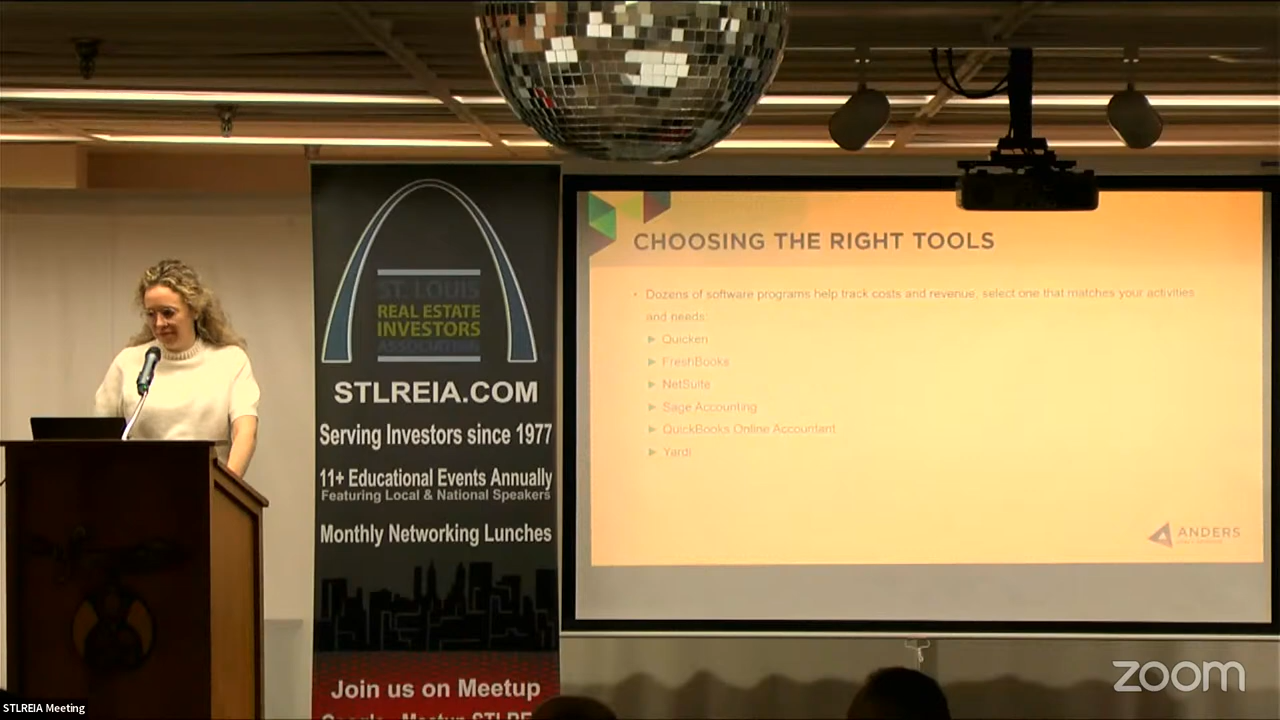 ST. LOUIS
REAL ESTATE
INVESTORS
ASSOCIATION
STLREIA.COM
Serving Investors since 1977
11+ Educational Events Annually
Featuring Local & National Speakers
Monthly Networking Lunches
Join us on Meetup
CHOOSING THE RIGHT TOOLS
• Dozens of software programs help track costs and revenue, select one that matches your activities
and needs:
► Quicken
► FreshBooks
► NetSuite
► Sage Accounting
► QuickBooks Online Accountant
► Yardi
ANDERS
zoom
STLREIA Meeting